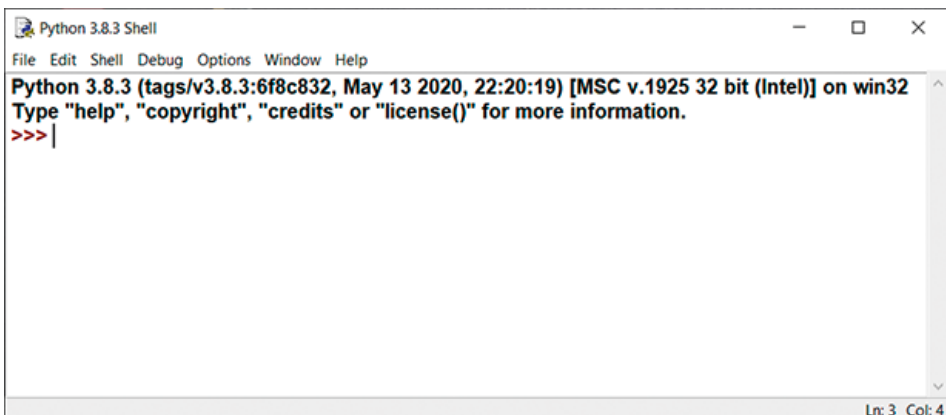 Python 3.8.3 Shell
File Edit Shell Debug Options Window Help
Python 3.8.3 (tags/v3.8.3:6f8c832, May 13 2020, 22:20:19) [MSC v.1925 32 bit (Intel)] on win32
Type "help", "copyright", "credits" or "license()" for more information.
>>>
Ln: 3 Col: 4